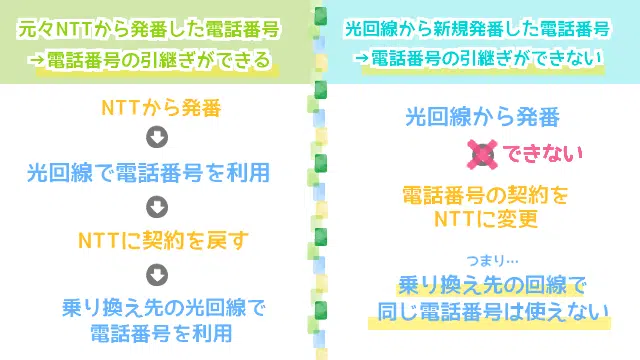 元々NTTから発番した電話番号
→電話番号の引継ぎができる
NTTから発番
光回線で電話番号を利用
NTTに契約を戻す
乗り換え先の光回線で
電話番号を利用
光回線から新規発番した電話番号
→電話番号の引継ぎができない
光回線から発番
できない
電話番号の契約を
NTTに変更
つまり…
乗り換え先の回線で
同じ電話番号は使えない